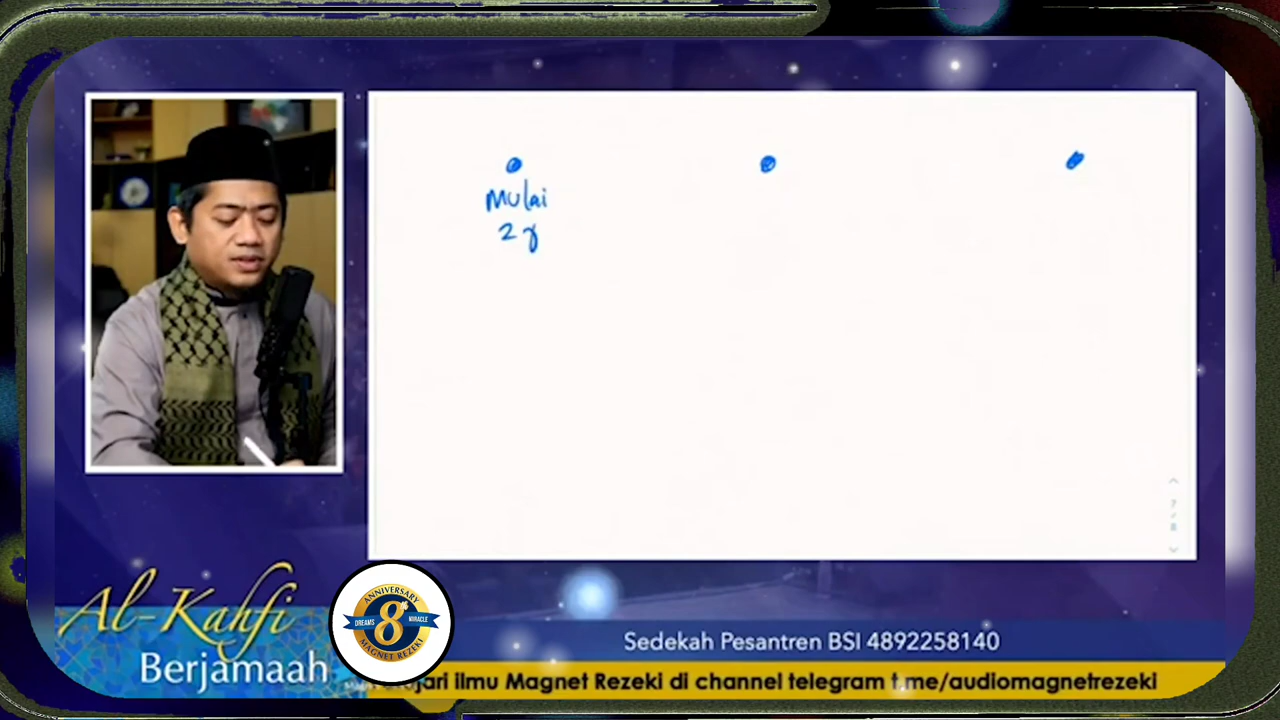 Mulai
Al-Kahfi
Berjamaah
ANNIVERSARY
DREAMS 8 MIRACLE
MAGNET REZEKI
Sedekah Pesantren BSI 4892258140
ilmu Magnet Rezeki di channel telegram t.me/audiomagnetrezeki